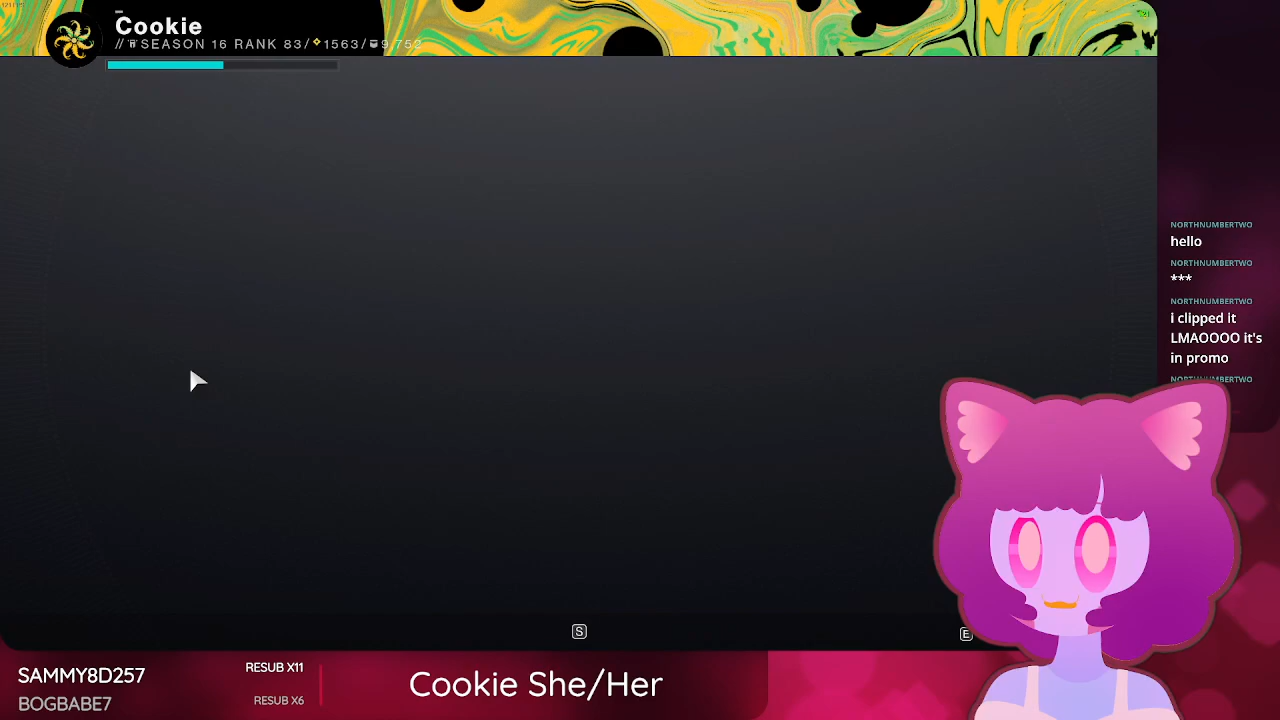 Cookie
// SEASON 16 RANK 83/1563/9,752
NORTHNUMBERTWO
hello
NORTHNUMBERTWO
***
NORTHNUMBERTWO
i clipped it
LMAOOOO it's
in promo
NORTHNUMBERTWO
S
E
SAMMY8D257
RESUB X11
BOGBABE7
RESUB X6
Cookie She/Her